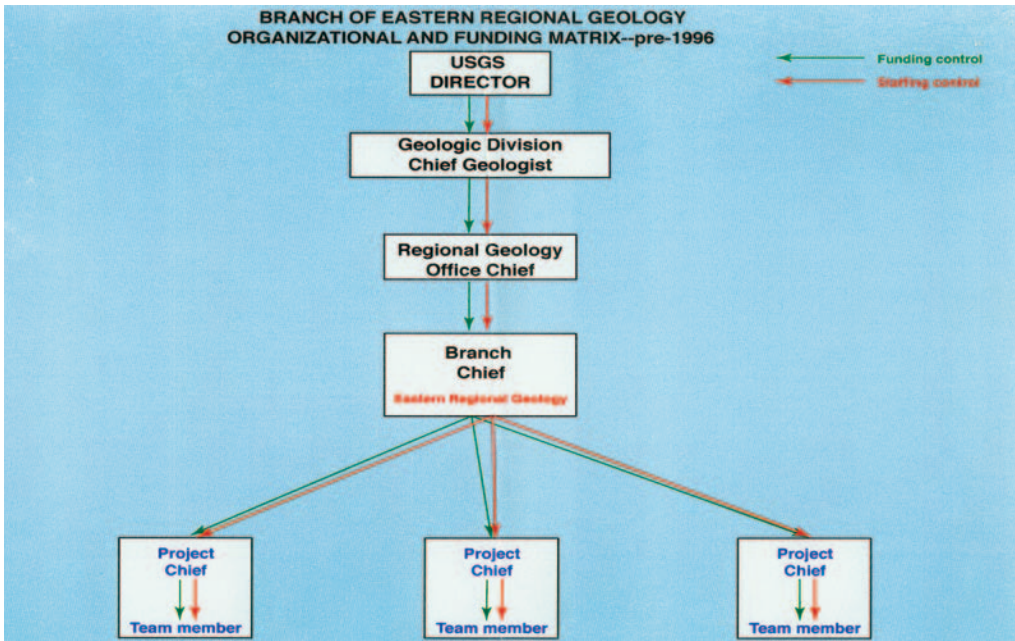 BRANCH OF EASTERN REGIONAL GEOLOGY
ORGANIZATIONAL AND FUNDING MATRIX--pre-1996
Funding control
Staffing control
USGS
DIRECTOR
Geologic Division
Chief Geologist
Regional Geology
Office Chief
Branch
Chief
Eastern Regional Geology
Project
Chief
Team member
Project
Chief
Team member
Project
Chief
Team member